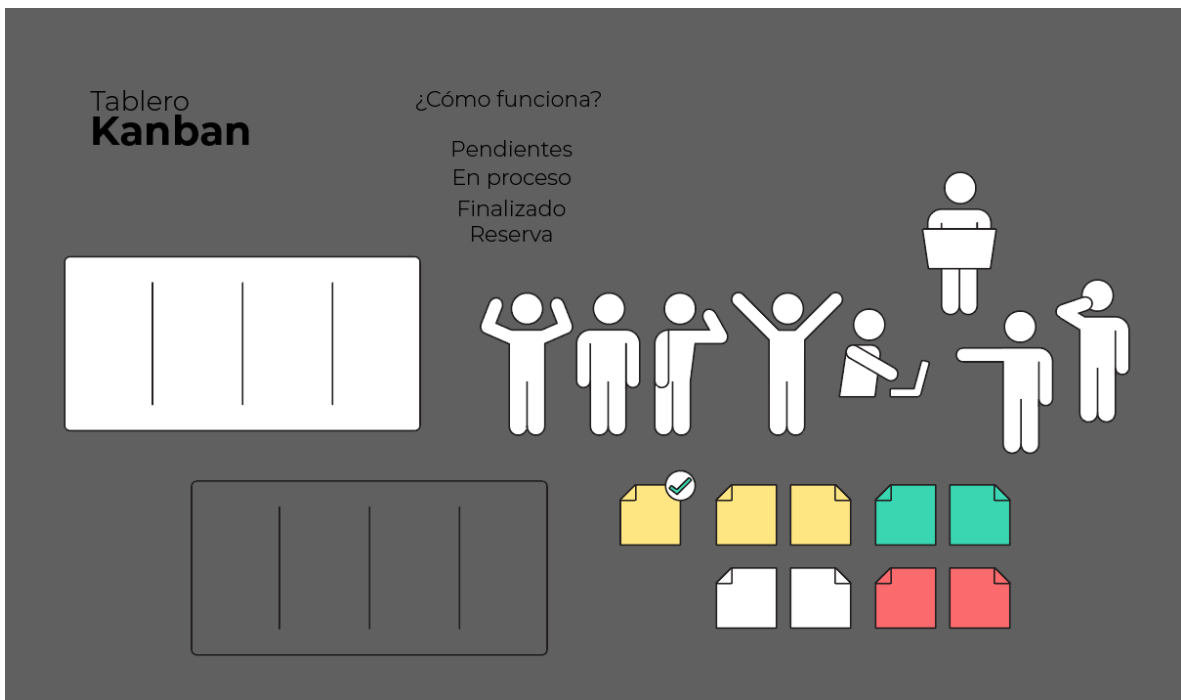 Tablero
Kanban
¿Cómo funciona?
Pendientes
En proceso
Finalizado
Reserva